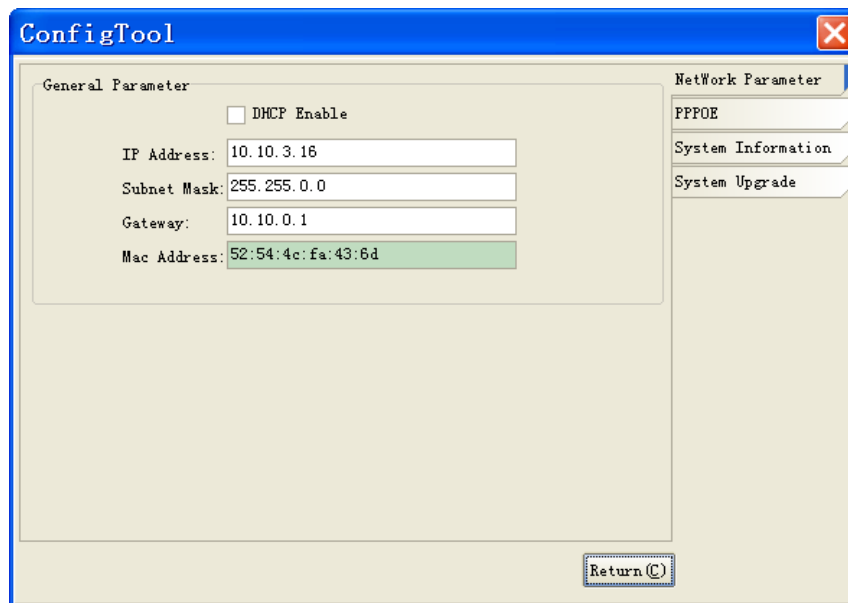 ConfigTool
General Parameter
DHCP Enable
IP Address: 10.10.3.16
Subnet Mask: 255.255.0.0
Gateway: 10.10.0.1
Mac Address: 52:54:4c:fa:43:6d
NetWork Parameter
PPPOE
System Information
System Upgrade
Return(C)